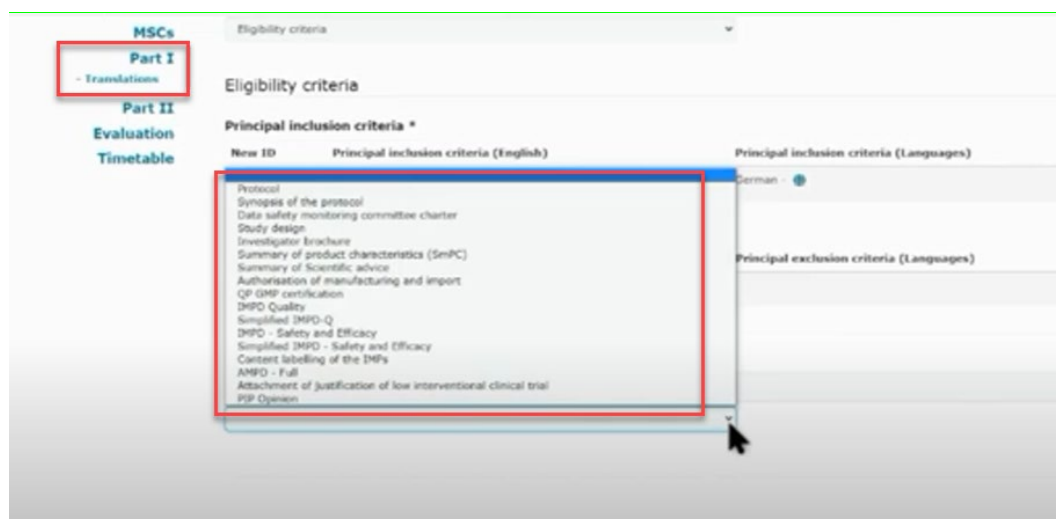 MSCs
Part I
- Translations
Part II
Evaluation
Timetable
Eligibility criteria
Eligibility criteria
Principal inclusion criteria *
New ID Principal inclusion criteria (English) Principal inclusion criteria (Languages)
German -
Protocol
Synopsis of the protocol
Data safety monitoring committee charter
Study design
Investigator brochure
Summary of product characteristics (SmPC)
Summary of Scientific advice
Authorisation of manufacturing and import
QP GMP certification
IMPD Quality
Simplified IMPD-Q
IMPD - Safety and Efficacy
Simplified IMPD - Safety and Efficacy
Content labelling of the IMPs
AMPD - Full
Attachment of justification of low interventional clinical trial
PIP Opinion
Principal exclusion criteria (Languages)